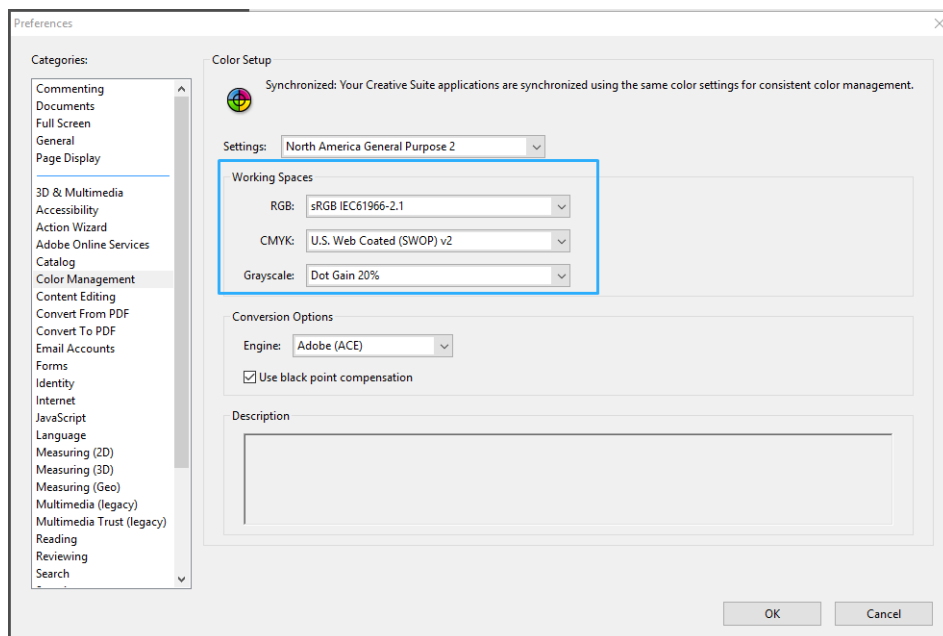 Preferences
Categories:
Commenting
Documents
Full Screen
General
Page Display
3D & Multimedia
Accessibility
Action Wizard
Adobe Online Services
Catalog
Color Management
Content Editing
Convert From PDF
Convert To PDF
Email Accounts
Forms
Identity
Internet
JavaScript
Language
Measuring (2D)
Measuring (3D)
Measuring (Geo)
Multimedia (legacy)
Multimedia Trust (legacy)
Reading
Reviewing
Search
Color Setup
Synchronized: Your Creative Suite applications are synchronized using the same color settings for consistent color management.
Settings: North America General Purpose 2
Working Spaces
RGB: sRGB IEC61966-2.1
CMYK: U.S. Web Coated (SWOP) v2
Grayscale: Dot Gain 20%
Conversion Options
Engine: Adobe (ACE)
Use black point compensation
Description
OK Cancel